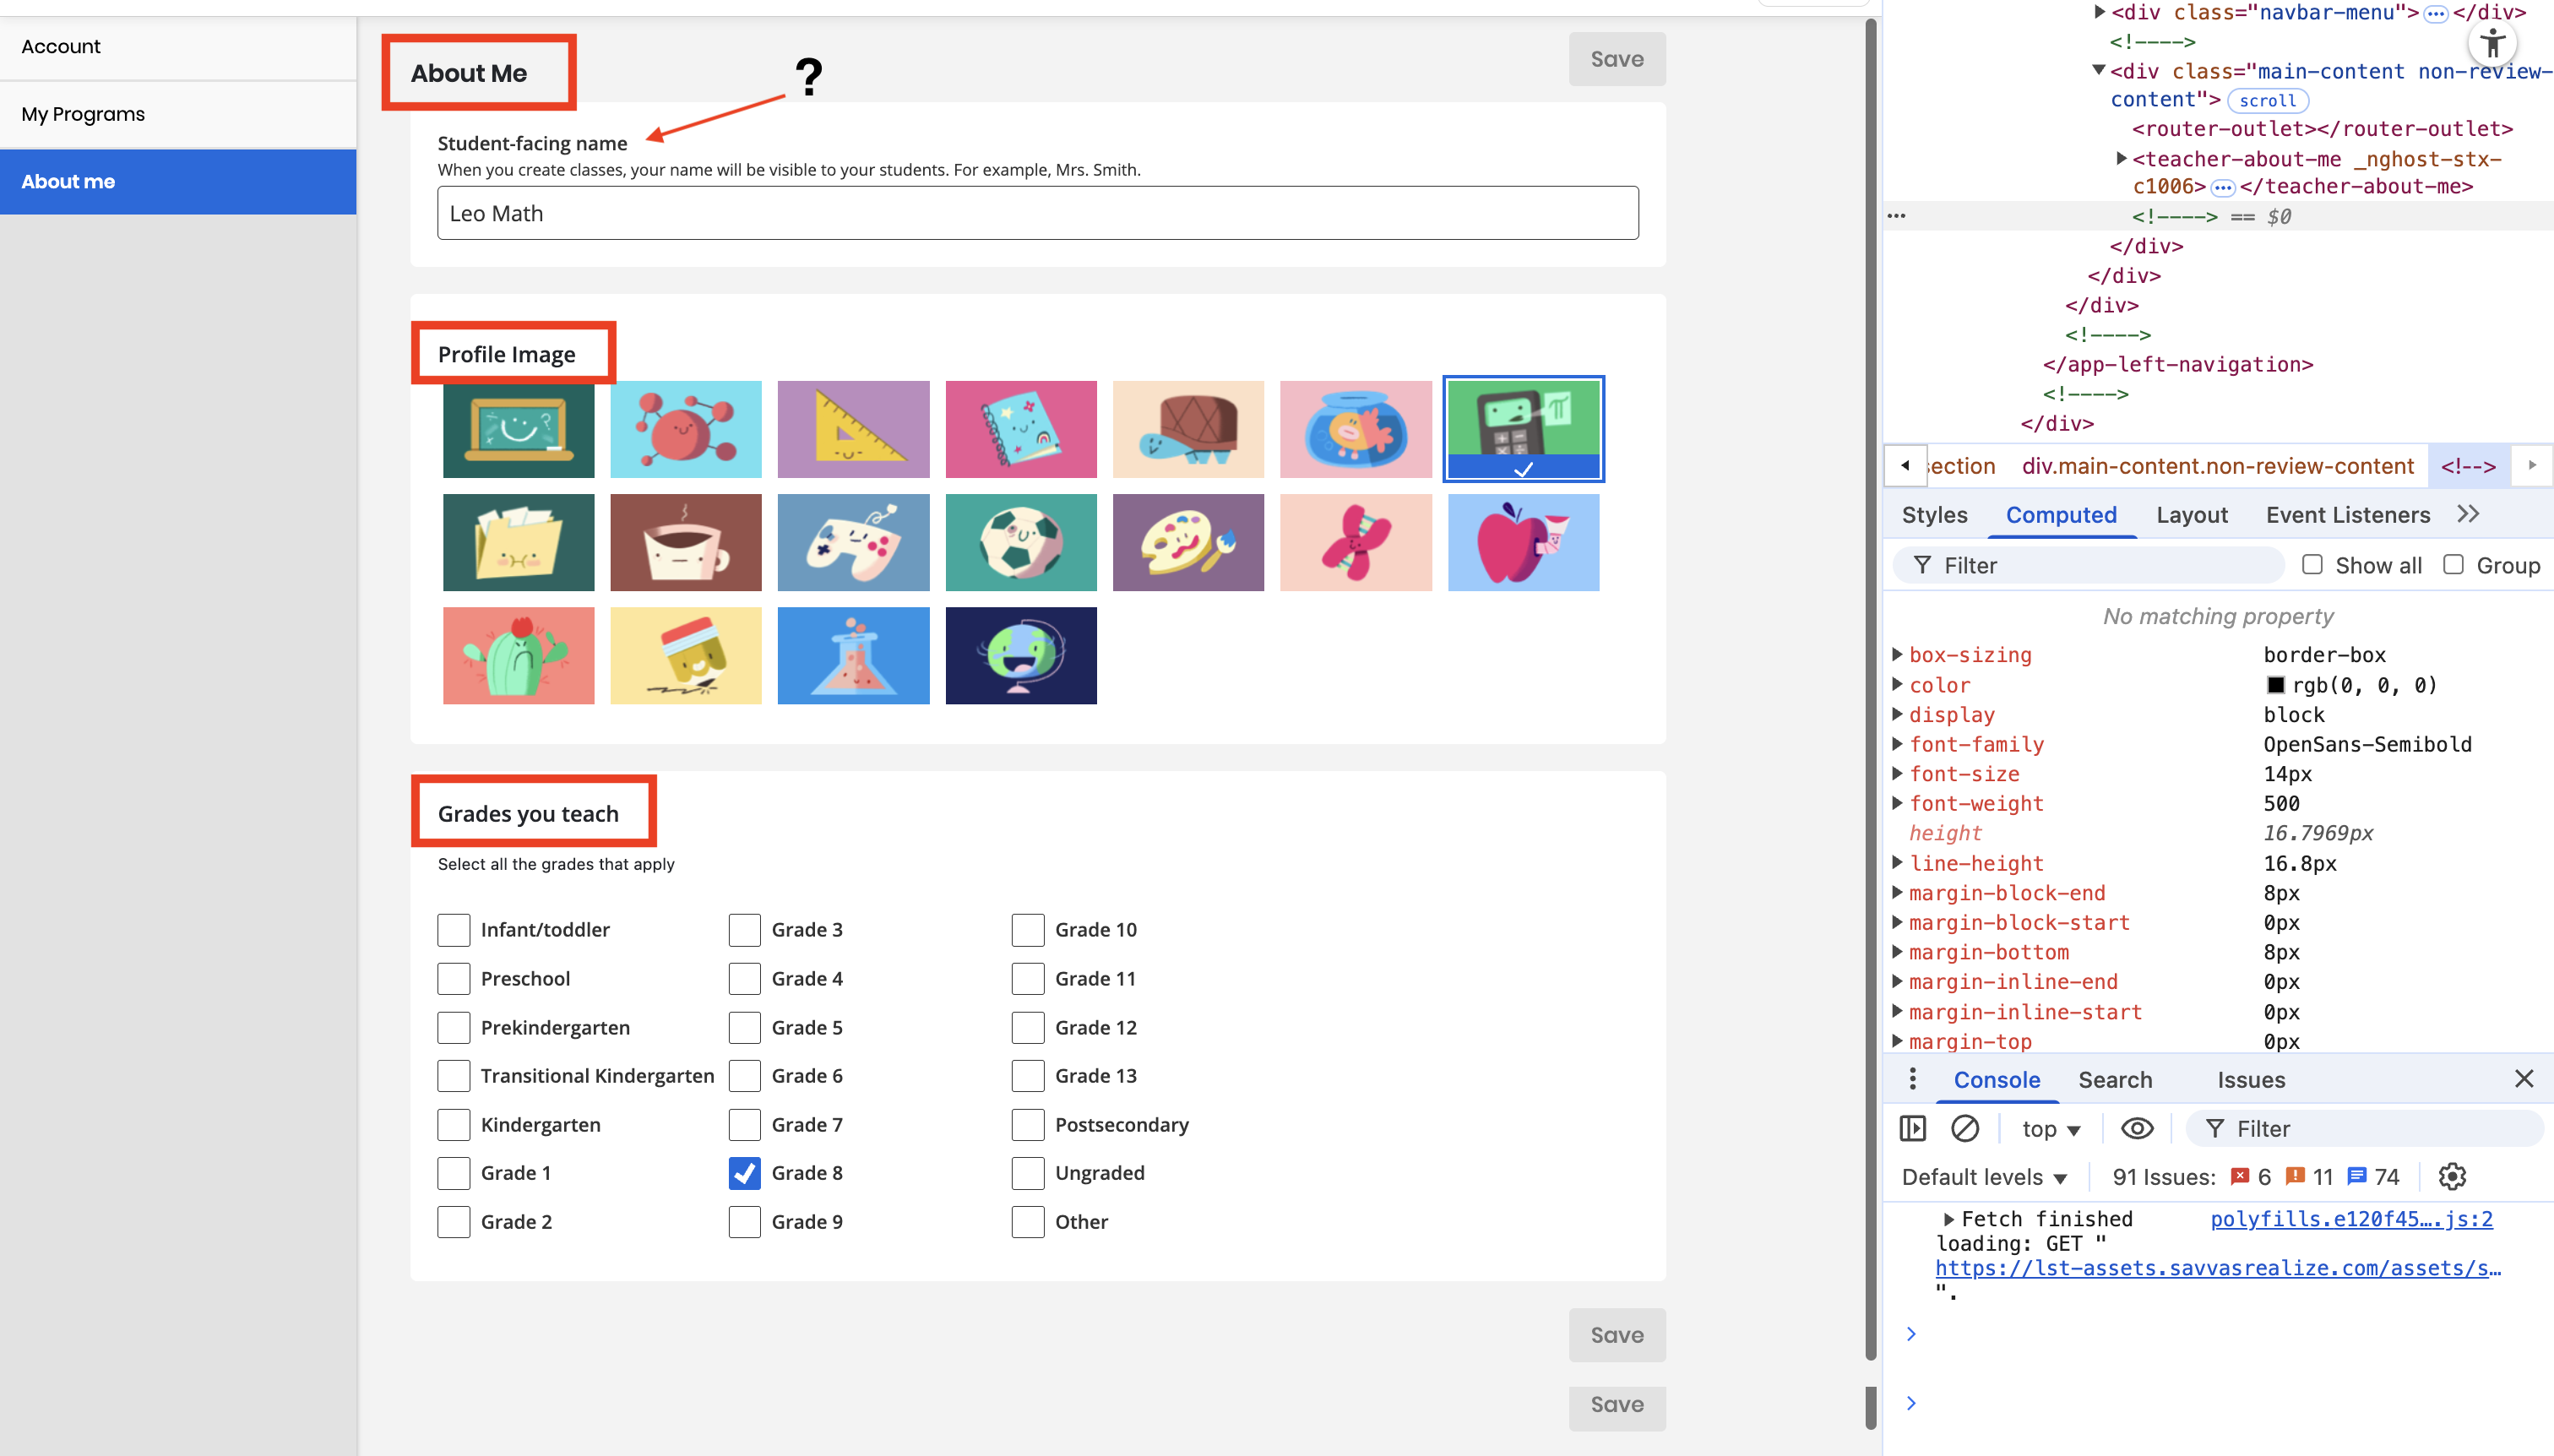 Account
My Programs
About me
About Me
?
Save
Student-facing name
When you create classes, your name will be visible to your students. For example, Mrs. Smith.
Leo Math
Profile Image
Grades you teach
Select all the grades that apply
Infant/toddler
Preschool
Prekindergarten
Transitional Kindergarten
Kindergarten
Grade 1
Grade 2
Grade 3
Grade 4
Grade 5
Grade 6
Grade 7
Grade 8
Grade 9
Grade 10
Grade 11
Grade 12
Grade 13
Postsecondary
Ungraded
Other
Save
Save
<div class="navbar-menu"> ••• </div>
<!---->
<div class="main-content non-review-
content"> scroll
<router-outlet></router-outlet>
<teacher-about-me _nghost-stx-
c1006> ••• </teacher-about-me>
<!----> == $0
</div>
</div>
</div>
<!---->
</app-left-navigation>
<!---->
</div>
section div.main-content.non-review-content <!-->
Styles Computed Layout Event Listeners >>
Filter Show all Group
No matching property
box-sizing border-box
color rgb(0, 0, 0)
display block
font-family OpenSans-Semibold
font-size 14px
font-weight 500
height 16.7969px
line-height 16.8px
margin-block-end 8px
margin-block-start 0px
margin-bottom 8px
margin-inline-end 0px
margin-inline-start 0px
margin-top 0px
Console Search Issues
top Filter
Default levels 91 Issues: 6 11 74
Fetch finished polyfills.e120f45….js:2
loading: GET "
https://lst-assets.savvasrealize.com/assets/s…
".